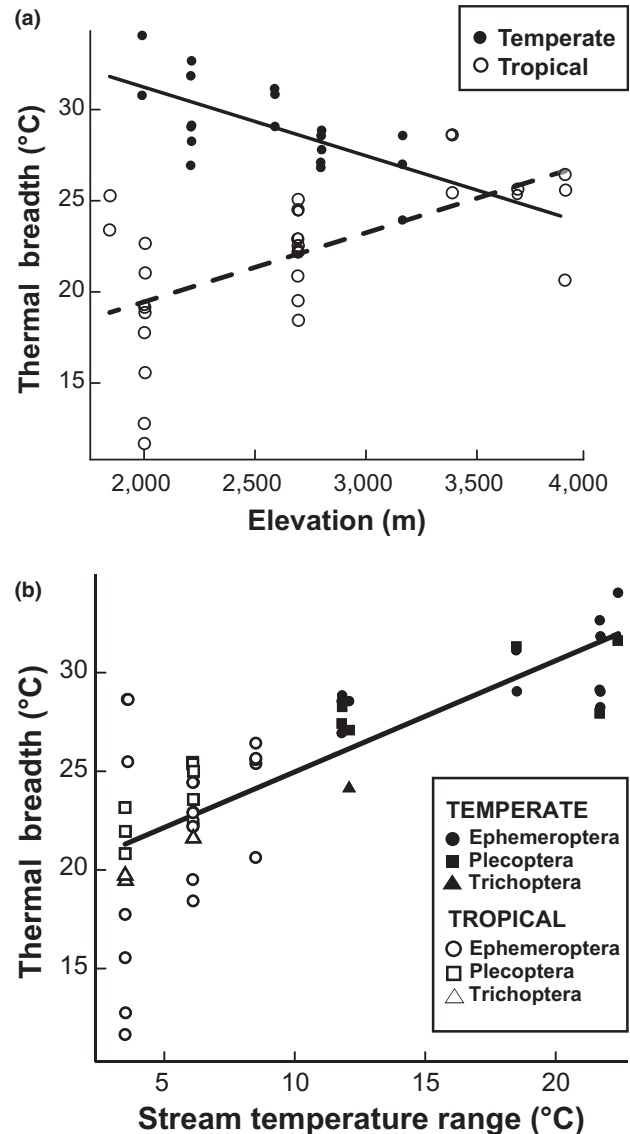 (a)
Temperate
Tropical
Thermal breadth (°C)
30
25
20
15
2,000 2,500 3,000 3,500 4,000
Elevation (m)
(b)
Thermal breadth (°C)
30
25
20
15
TEMPERATE
Ephemeroptera
Plecoptera
Trichoptera
TROPICAL
Ephemeroptera
Plecoptera
Trichoptera
5 10 15 20
Stream temperature range (°C)